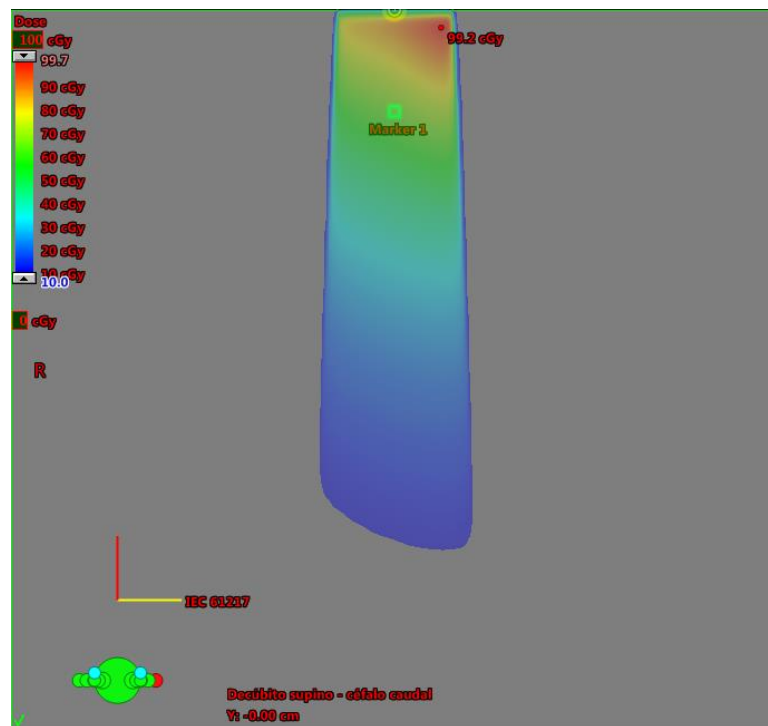 Dose
100 cGy
99.7
90 cGy
80 cGy
70 cGy
60 cGy
50 cGy
40 cGy
30 cGy
20 cGy
10 cGy
10.0
0 cGy
99.2 cGy
Marker 1
R
IEC 61217
Decúbito supino - céfalo caudal
Y: -0.00 cm